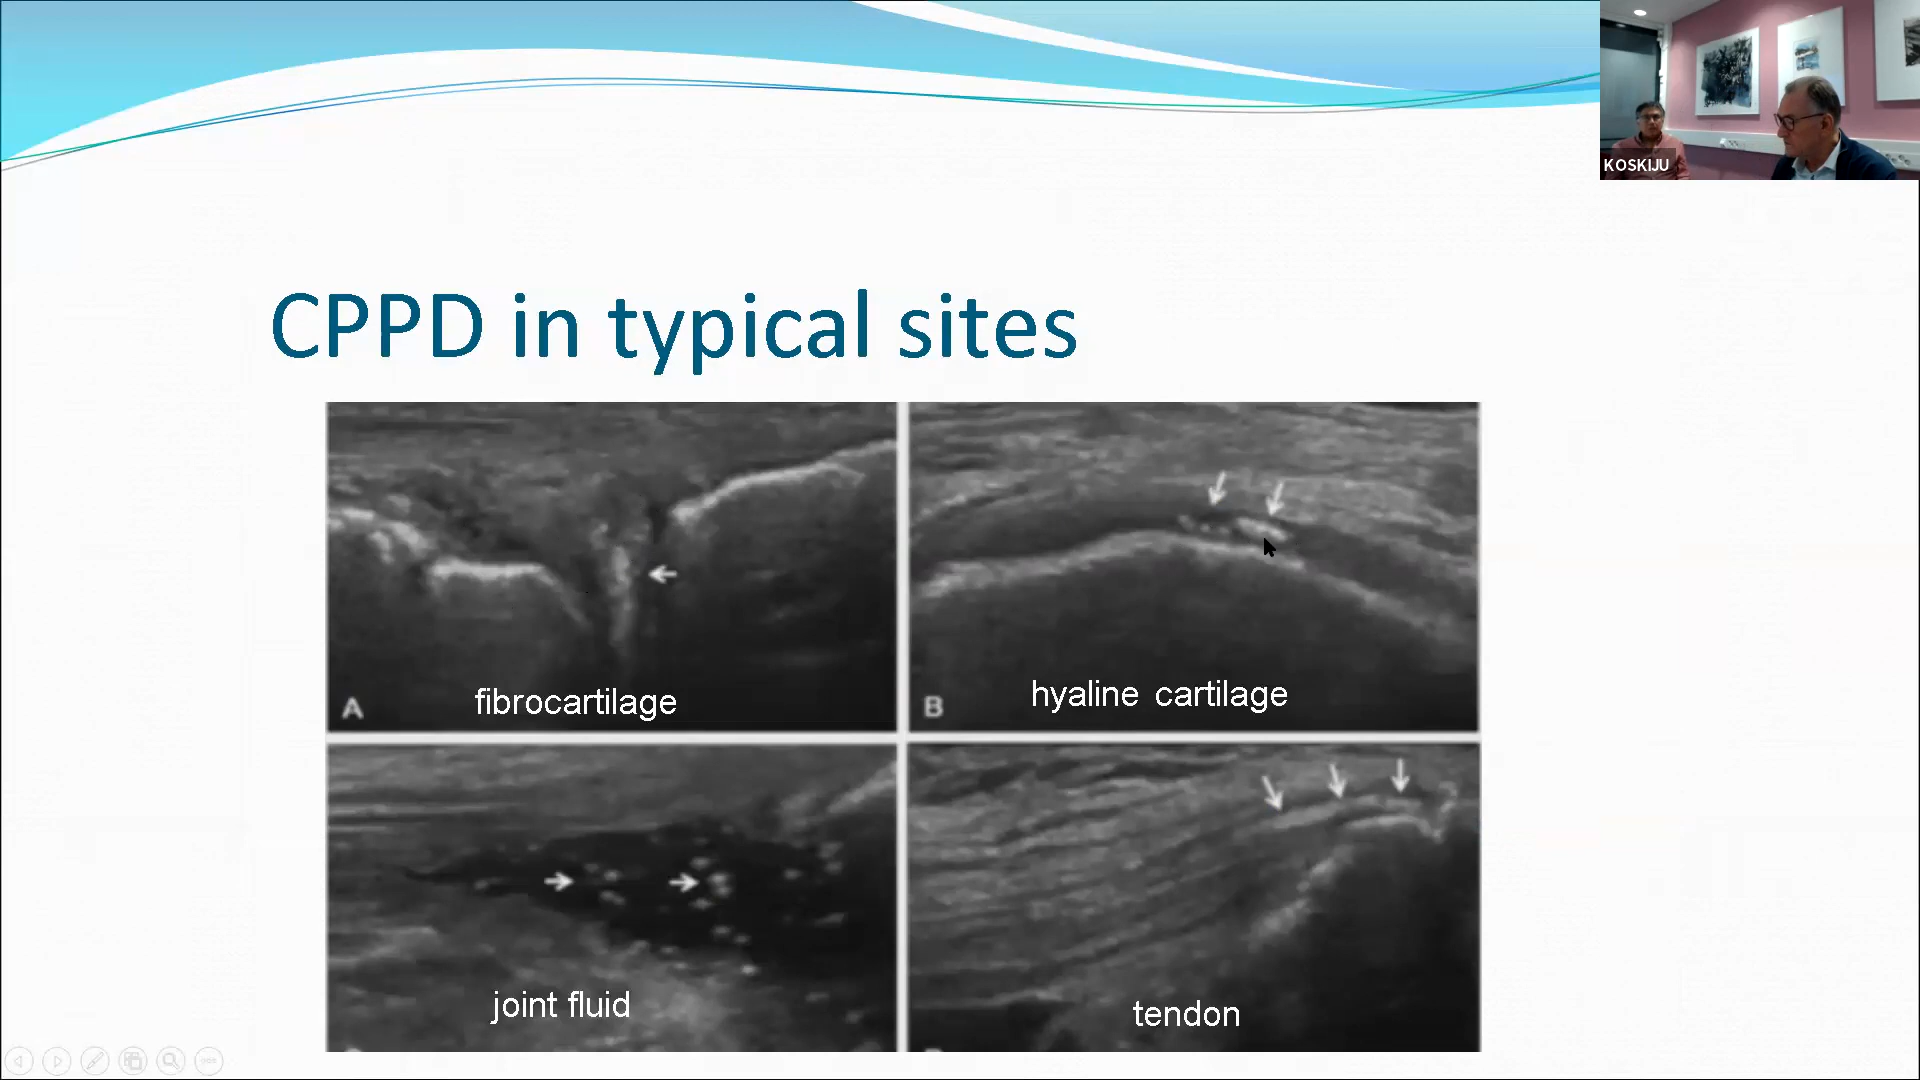 KOSKIJU
CPPD in typical sites
A
fibrocartilage
B
hyaline cartilage
joint fluid
tendon